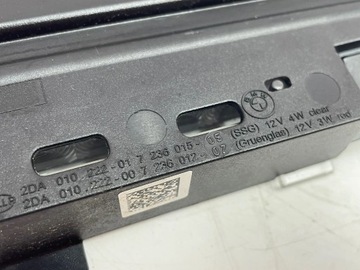 2DA 010.222-01 7 236 015-05 (SSG) 12V 4W clear
2DA 010.222-00 7 236 012-07 (Gruenglas) 12V 3W red